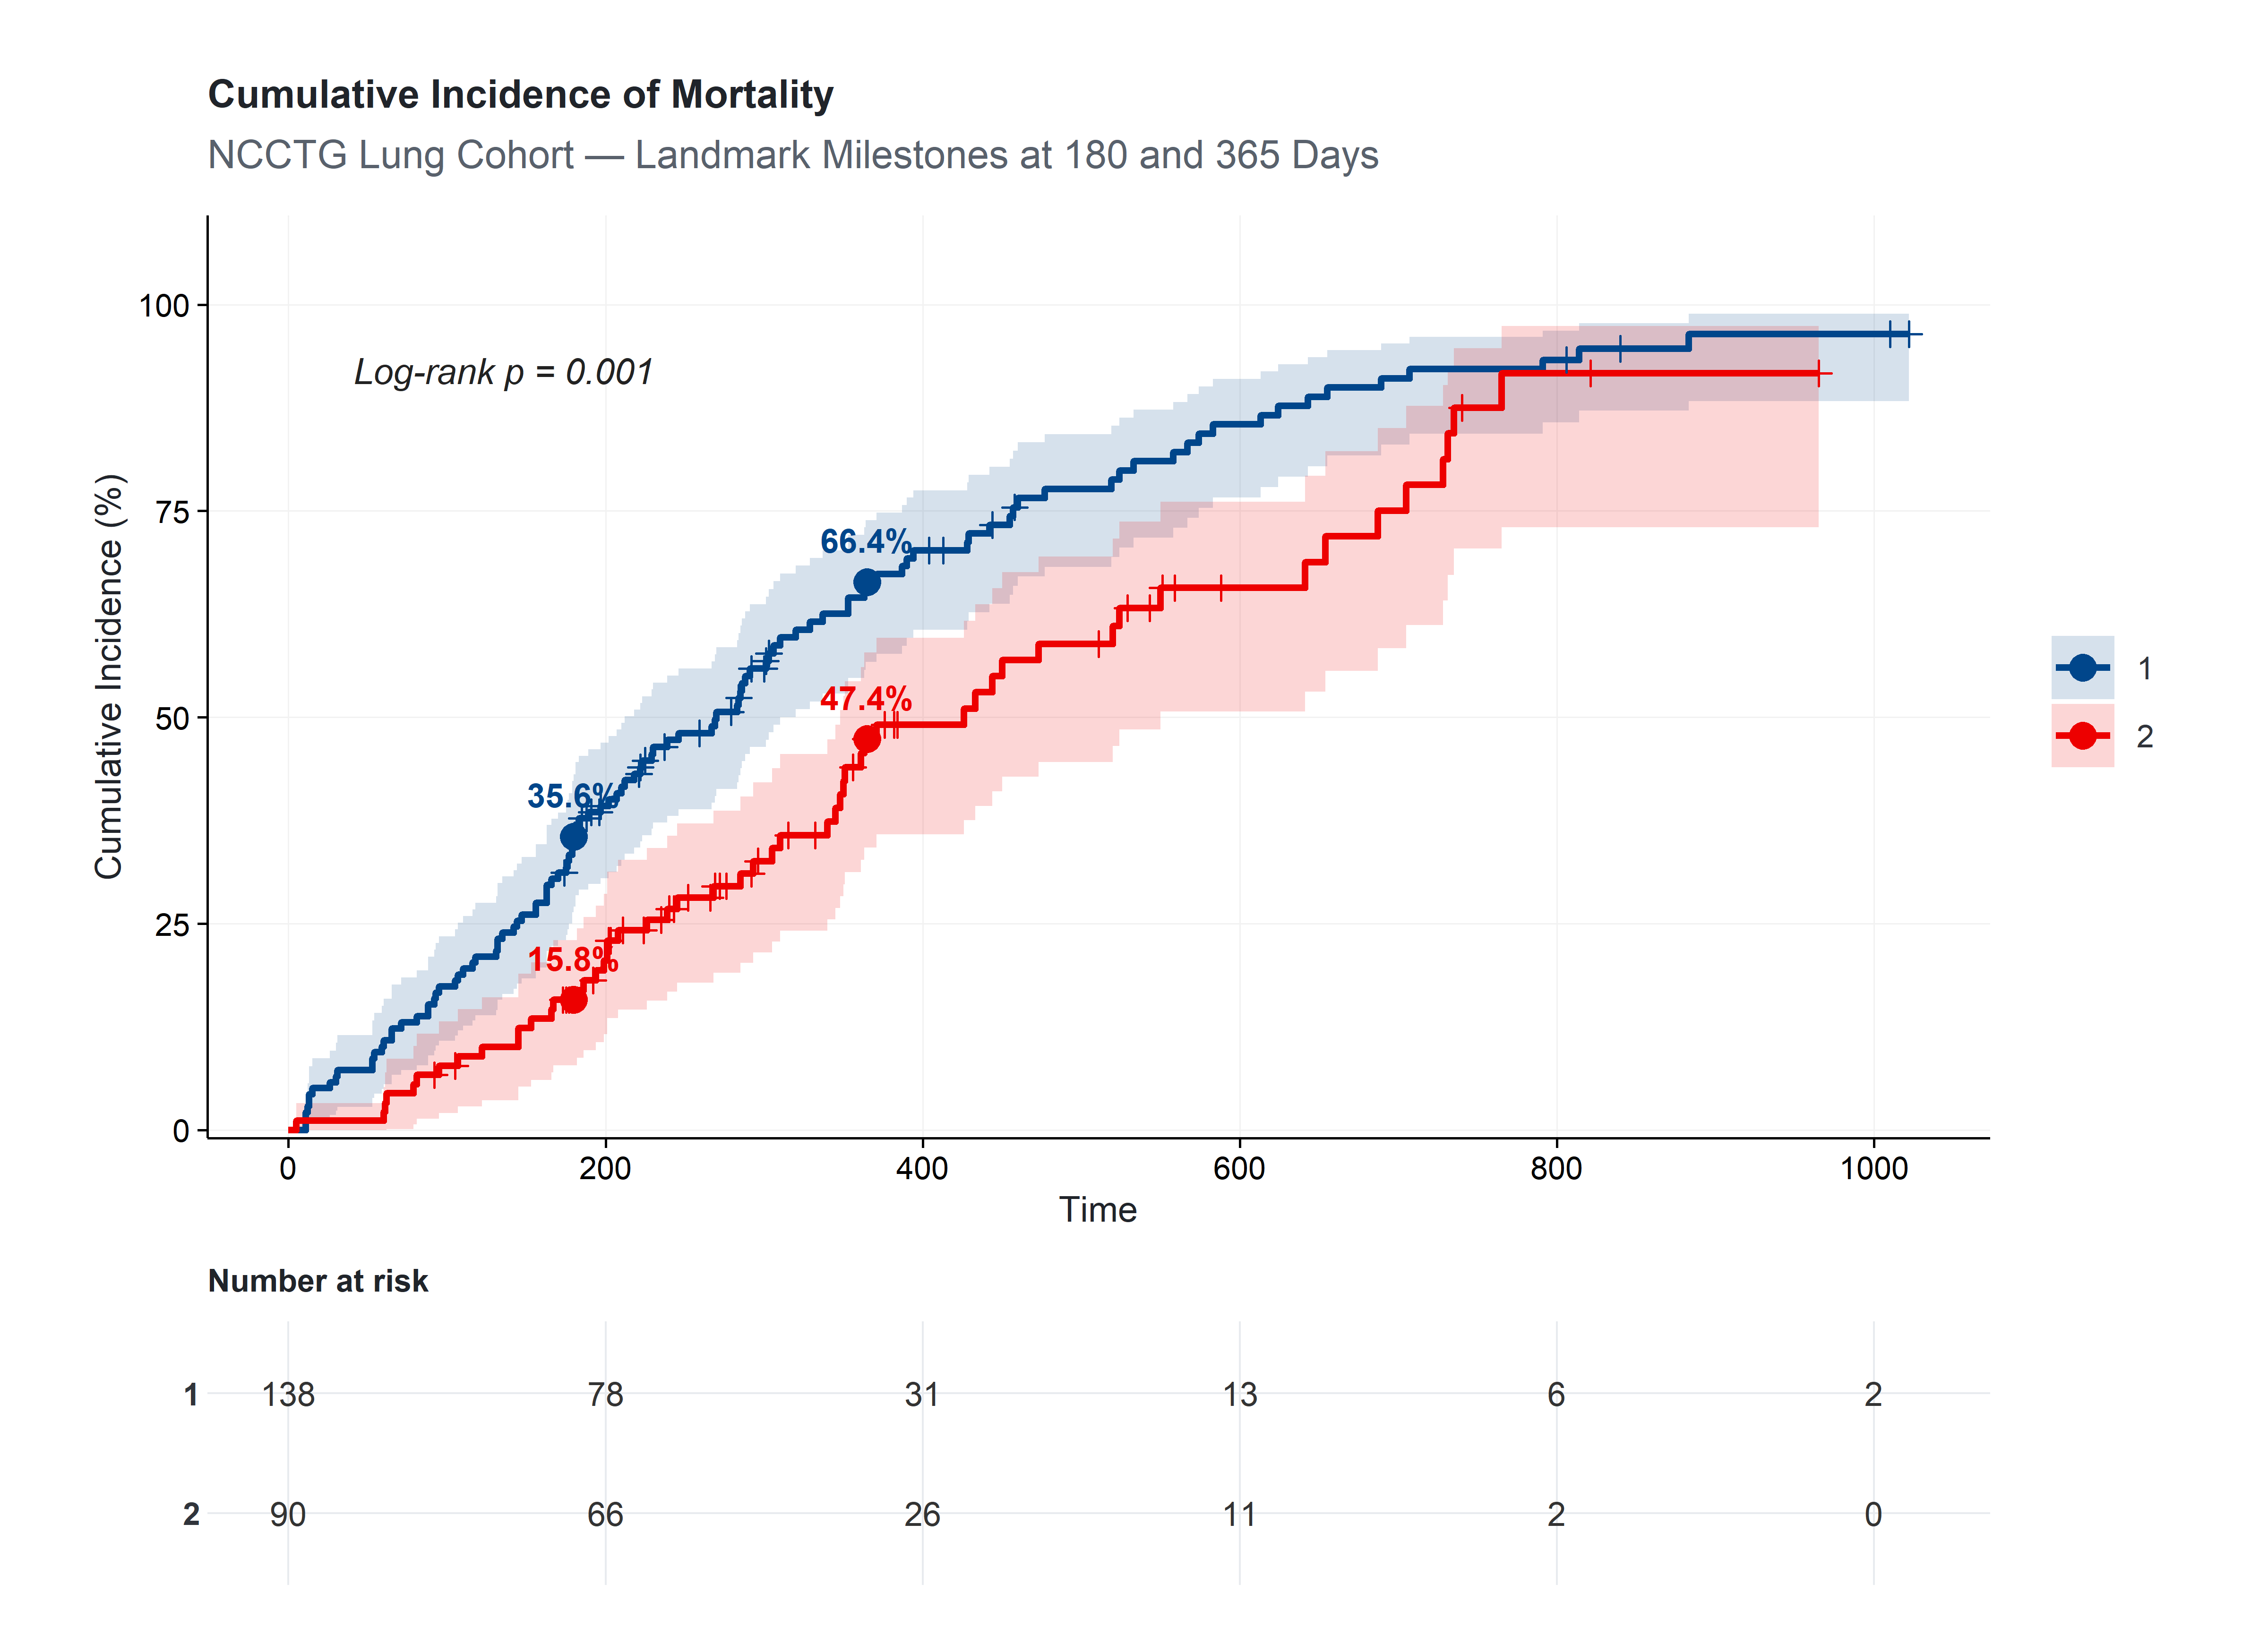 Cumulative Incidence of Mortality
NCCTG Lung Cohort — Landmark Milestones at 180 and 365 Days
Cumulative Incidence (%)
100
75
50
25
0
Log-rank p = 0.001
66.4%
47.4%
35.6%
15.8%
1
2
0 200 400 600 800 1000
Time
Number at risk
1 138 78 31 13 6 2
2 90 66 26 11 2 0